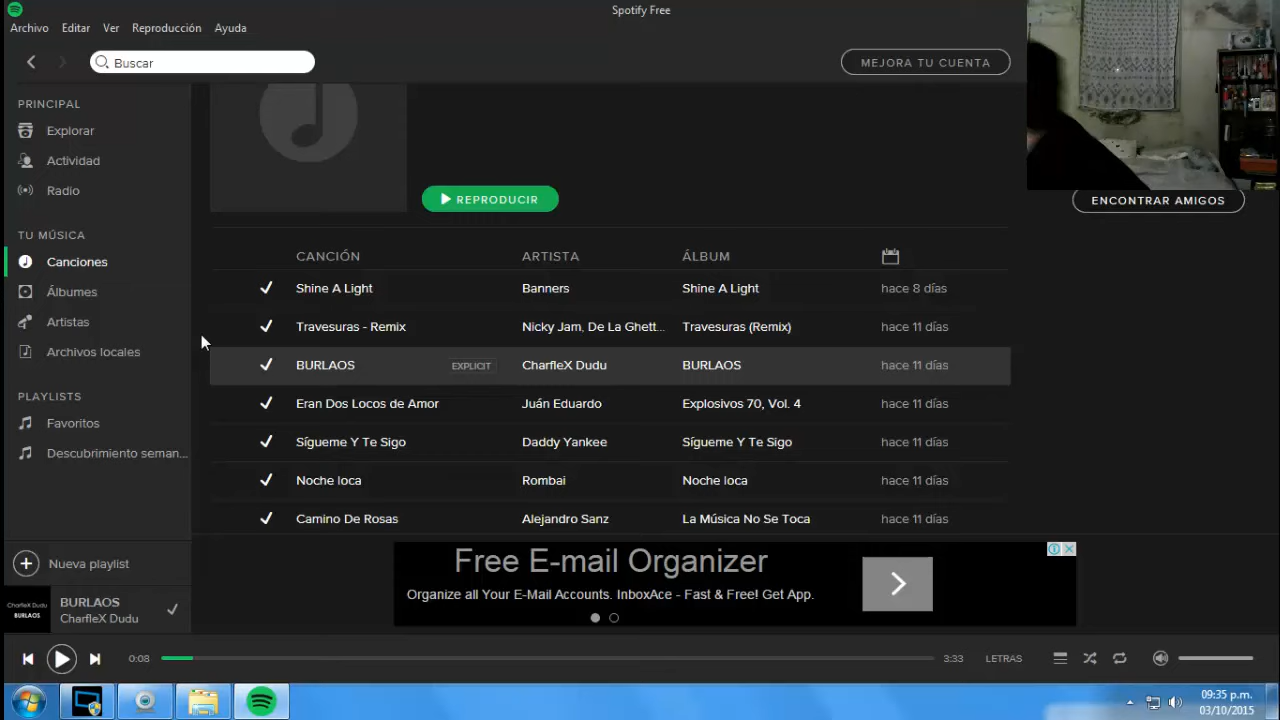 Spotify Free
Archivo Editar Ver Reproducción Ayuda
Buscar
MEJORA TU CUENTA
PRINCIPAL
Explorar
Actividad
Radio
TU MÚSICA
Canciones
Álbumes
Artistas
Archivos locales
PLAYLISTS
Favoritos
Descubrimiento seman...
Nueva playlist
REPRODUCIR
ENCONTRAR AMIGOS
CANCIÓN ARTISTA ÁLBUM
Shine A Light Banners Shine A Light hace 8 días
Travesuras - Remix Nicky Jam, De La Ghett... Travesuras (Remix) hace 11 días
BURLAOS EXPLICIT CharfleX Dudu BURLAOS hace 11 días
Eran Dos Locos de Amor Juán Eduardo Explosivos 70, Vol. 4 hace 11 días
Sígueme Y Te Sigo Daddy Yankee Sígueme Y Te Sigo hace 11 días
Noche loca Rombai Noche loca hace 11 días
Camino De Rosas Alejandro Sanz La Música No Se Toca hace 11 días
Free E-mail Organizer
Organize all Your E-Mail Accounts. InboxAce - Fast & Free! Get App.
CharfleX Dudu
BURLAOS
BURLAOS
CharfleX Dudu
0:08 3:33 LETRAS
09:35 p.m.
03/10/2015